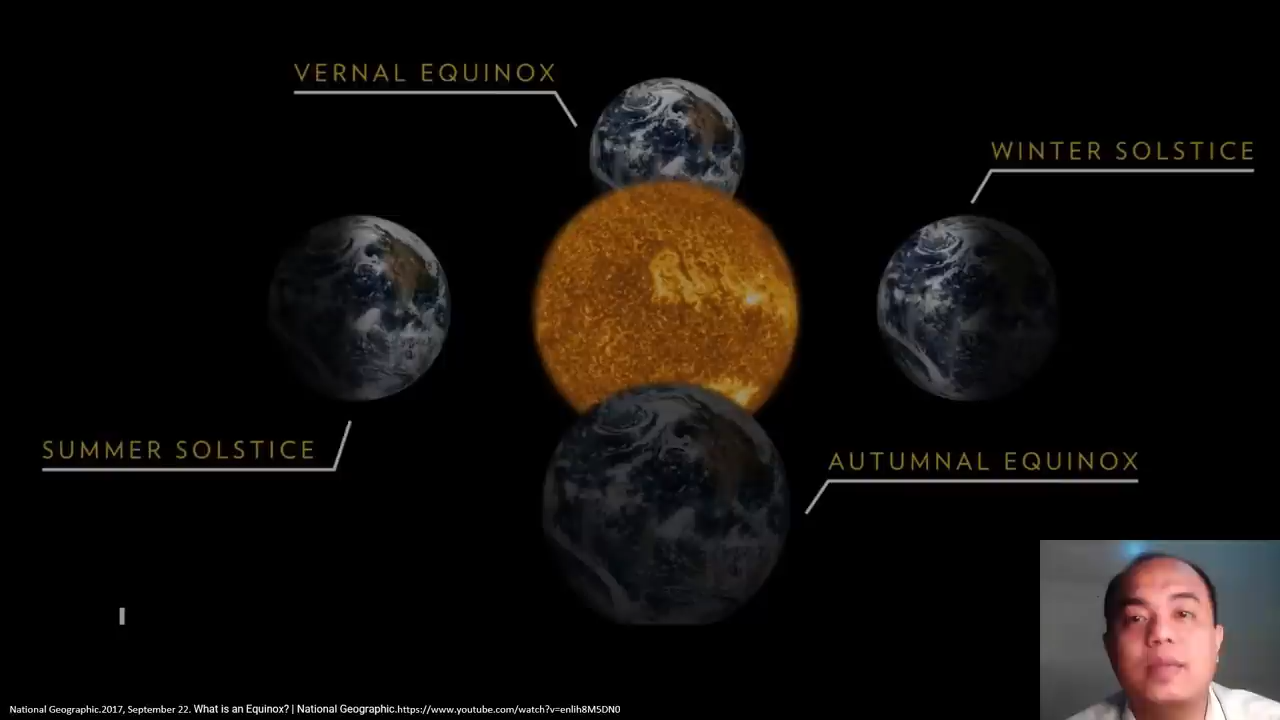 VERNAL EQUINOX
WINTER SOLSTICE
SUMMER SOLSTICE
AUTUMNAL EQUINOX
National Geographic.2017, September 22. What is an Equinox? | National Geographic.https://www.youtube.com/watch?v=enlih8M5DN0